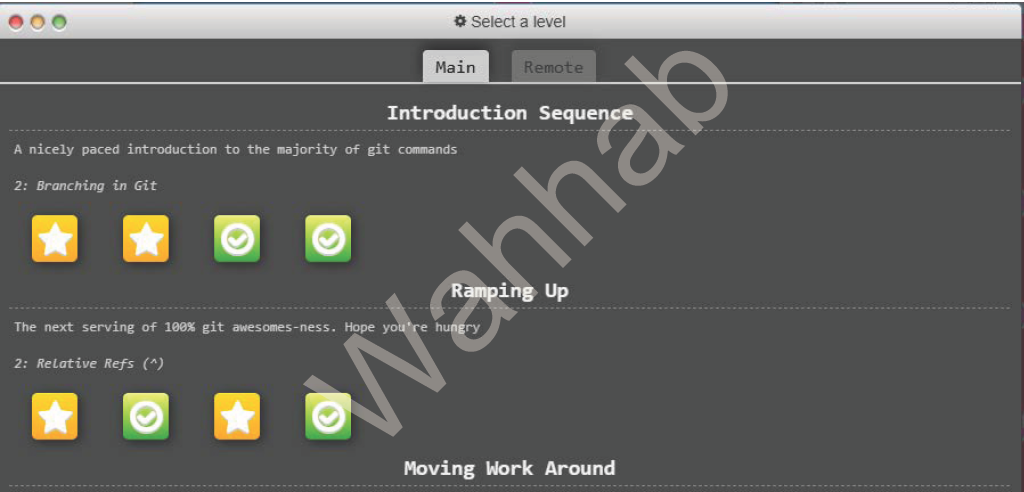 Select a level
Main Remote
Introduction Sequence
A nicely paced introduction to the majority of git commands
2: Branching in Git
Ramping Up
The next serving of 100% git awesomes-ness. Hope you're hungry
2: Relative Refs (^)
Moving Work Around
Wahhab